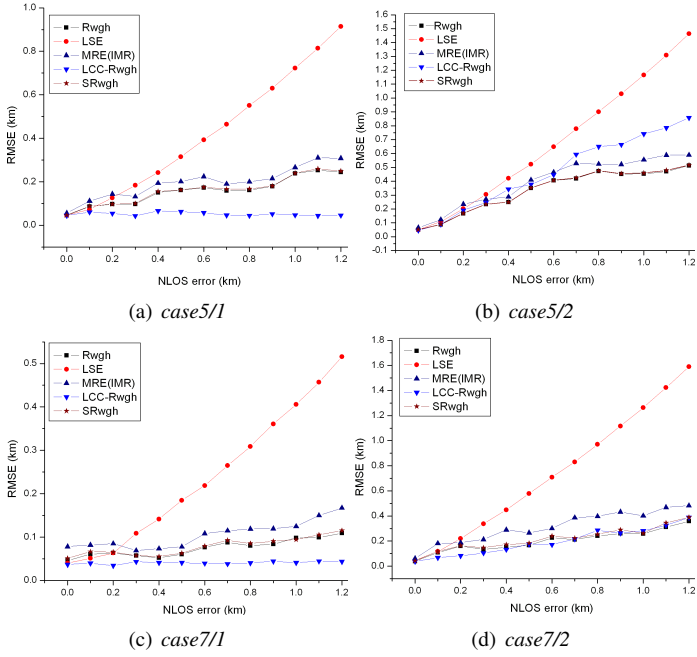 1.0
0.8
0.6
0.4
0.2
0.0
RMSE (km)
Rwgh
LSE
MRE(IMR)
LCC-Rwgh
SRwgh
0.0 0.2 0.4 0.6 0.8 1.0 1.2
NLOS error (km)
(a) case5/1
1.6
1.5
1.4
1.3
1.2
1.1
1.0
0.9
0.8
0.7
0.6
0.5
0.4
0.3
0.2
0.1
0.0
-0.1
RMSE (km)
Rwgh
LSE
MRE(IMR)
LCC-Rwgh
SRwgh
0.0 0.2 0.4 0.6 0.8 1.0 1.2
NLOS error (km)
(b) case5/2
0.5
0.4
0.3
0.2
0.1
0.0
RMSE (km)
Rwgh
LSE
MRE(IMR)
LCC-Rwgh
SRwgh
0.0 0.2 0.4 0.6 0.8 1.0 1.2
NLOS error (km)
(c) case7/1
1.8
1.6
1.4
1.2
1.0
0.8
0.6
0.4
0.2
0.0
RMSE (km)
Rwgh
LSE
MRE(IMR)
LCC-Rwgh
SRwgh
0.0 0.2 0.4 0.6 0.8 1.0 1.2
NLOS error (km)
(d) case7/2